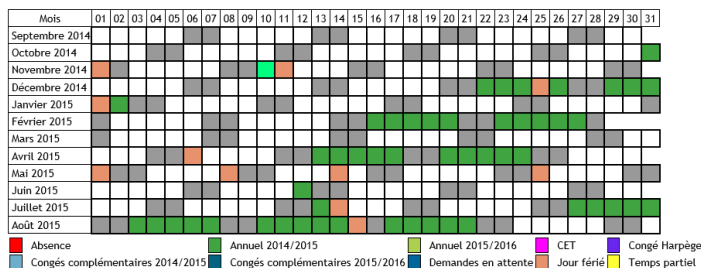 Mois 01 02 03 04 05 06 07 08 09 10 11 12 13 14 15 16 17 18 19 20 21 22 23 24 25 26 27 28 29 30 31
Septembre 2014
Octobre 2014
Novembre 2014
Décembre 2014
Janvier 2015
Février 2015
Mars 2015
Avril 2015
Mai 2015
Juin 2015
Juillet 2015
Août 2015
Absence Annuel 2014/2015 Annuel 2015/2016 CET Congé Harpège
Congés complémentaires 2014/2015 Congés complémentaires 2015/2016 Demandes en attente Jour férié Temps partiel